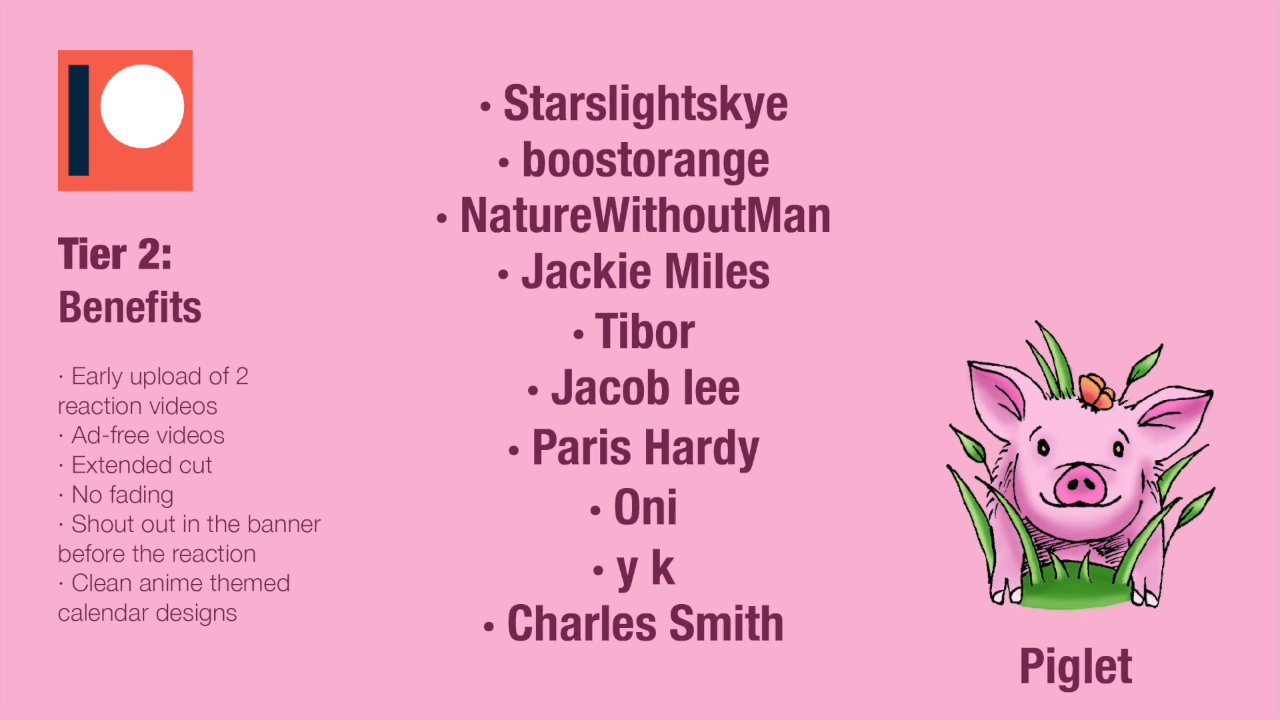 Tier 2:
Benefits
· Early upload of 2
reaction videos
· Ad-free videos
· Extended cut
· No fading
· Shout out in the banner
before the reaction
· Clean anime themed
calendar designs
• Starslightskye
• boostorange
• NatureWithoutMan
• Jackie Miles
• Tibor
• Jacob lee
• Paris Hardy
• Oni
• y k
• Charles Smith
Piglet